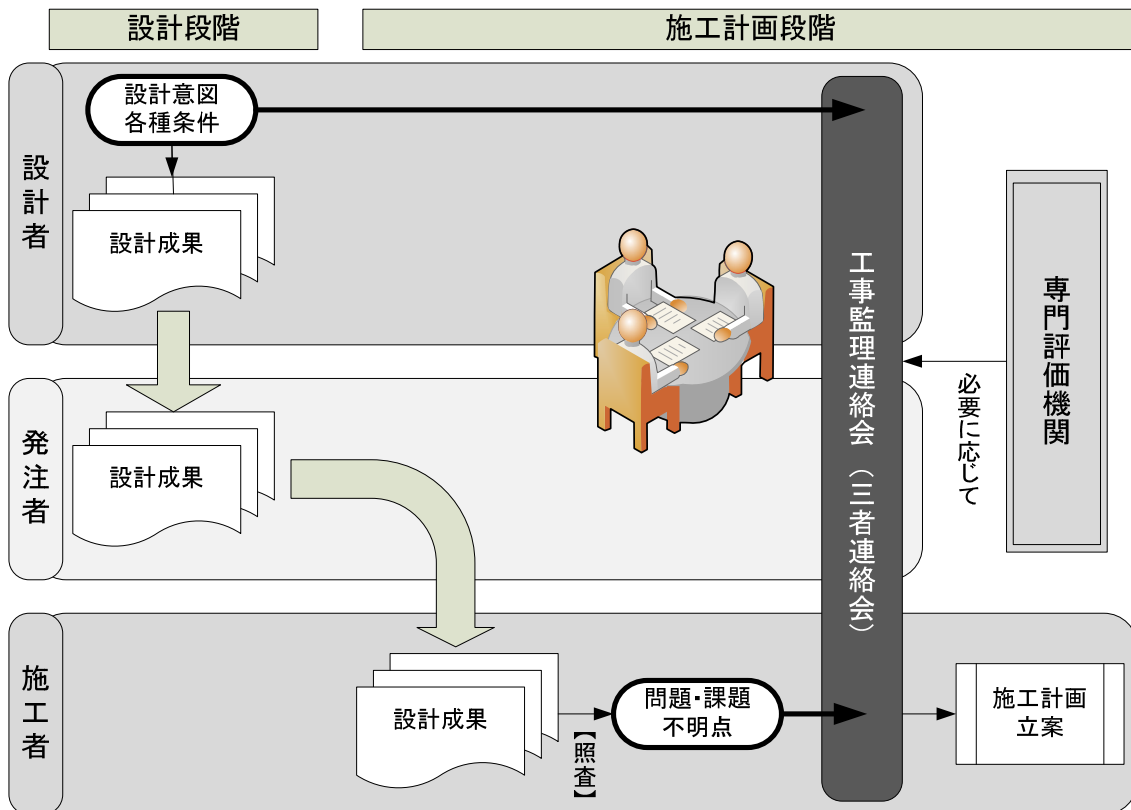 設計段階
施工計画段階
設計者
設計意図
各種条件
設計成果
発注者
設計成果
施工者
設計成果
【照査】
問題・課題
不明点
工事監理連絡会（三者連絡会）
必要に応じて
専門評価機関
施工計画
立案